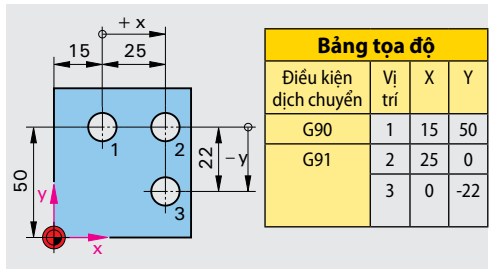 + x
15 25
1 2
50
22
– y
3
y
x
Bảng tọa độ
Điều kiện dịch chuyển Vị trí X Y
G90 1 15 50
G91 2 25 0
3 0 -22